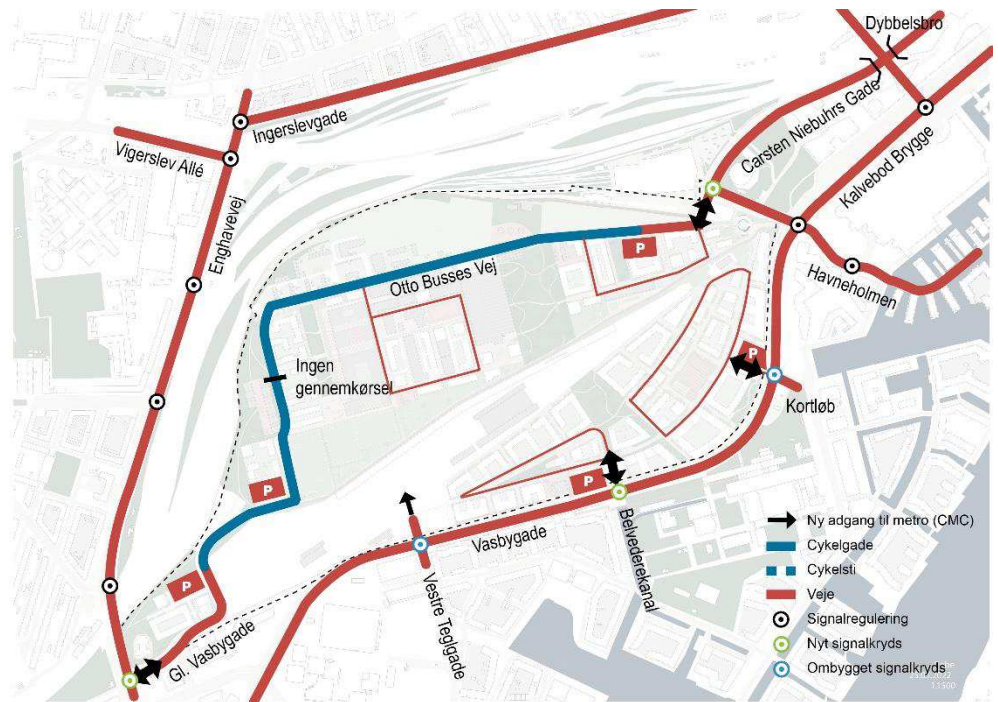 Dybbelsbro
Ingerslevgade
Carsten Niebuhrs Gade
Vigerslev Allé
Kalvebod Brygge
Enghavevej
P
Otto Busses Vej
Havneholmen
Ingen
gennemkørsel
P
Kortløb
P
P
Vasbygade
Belvederekanal
Vestre Teglgade
P
Gl. Vasbygade
Ny adgang til metro (CMC)
Cykelgade
Cykelsti
Veje
Signalregulering
Nyt signalkryds
Ombygget signalkryds